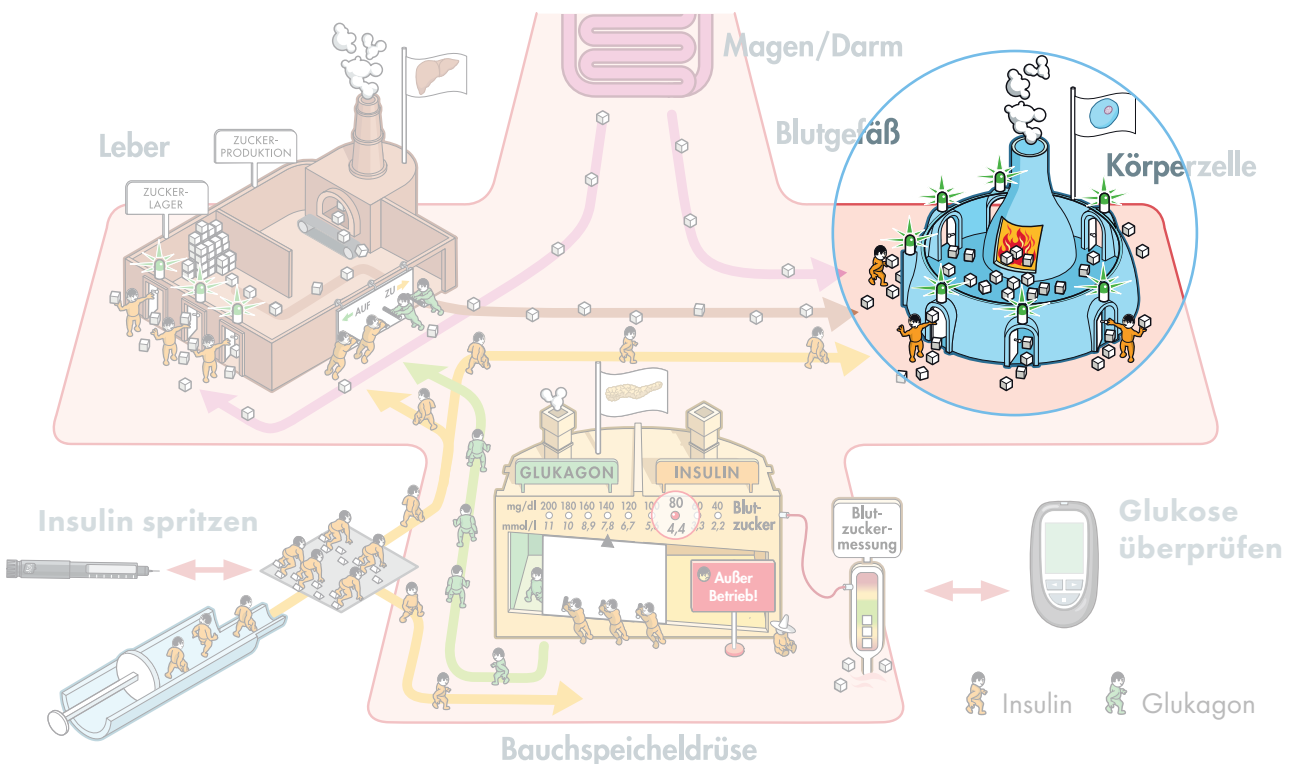 Magen/Darm
Blutgefäß
Körperzelle
Leber
ZUCKER-
PRODUKTION
ZUCKER-
LAGER
AUF
ZU
GLUKAGON
INSULIN
mg/dl 200 180 160 140 120 80 40
Blut-
zucker
mmol/l 11 10 8,9 7,8 6,7 4,4 2,2
Außer
Betrieb!
Blut-
zucker-
messung
Insulin spritzen
Glukose
überprüfen
Insulin
Glukagon
Bauchspeicheldrüse